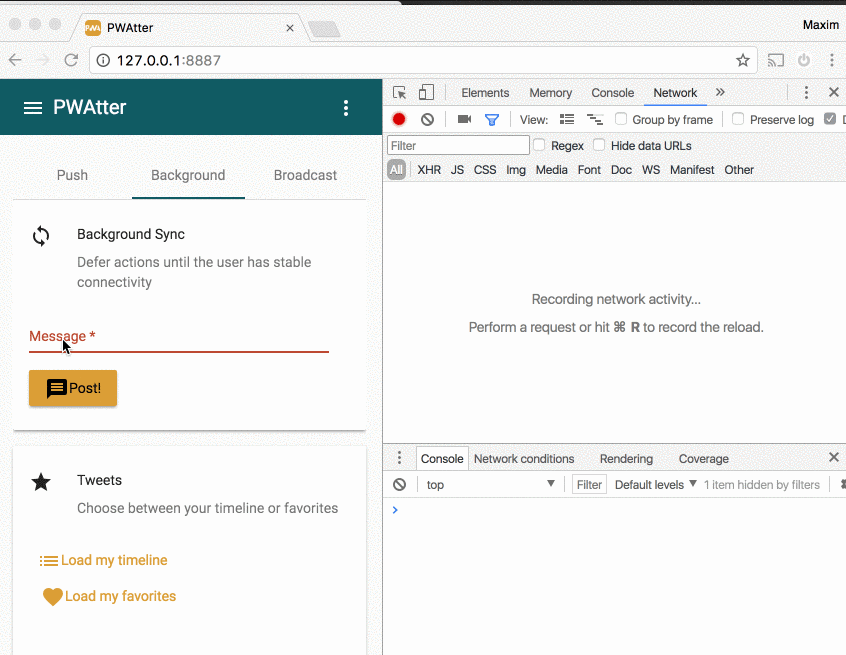 PWA PWAtter
Maxim
127.0.0.1:8887
PWAtter
Push Background Broadcast
Background Sync
Defer actions until the user has stable
connectivity
Message *
Post!
Tweets
Choose between your timeline or favorites
Load my timeline
Load my favorites
Elements Memory Console Network »
View: Group by frame Preserve log D
Filter Regex Hide data URLs
All XHR JS CSS Img Media Font Doc WS Manifest Other
Recording network activity...
Perform a request or hit ⌘ R to record the reload.
Console Network conditions Rendering Coverage
top Filter Default levels 1 item hidden by filters